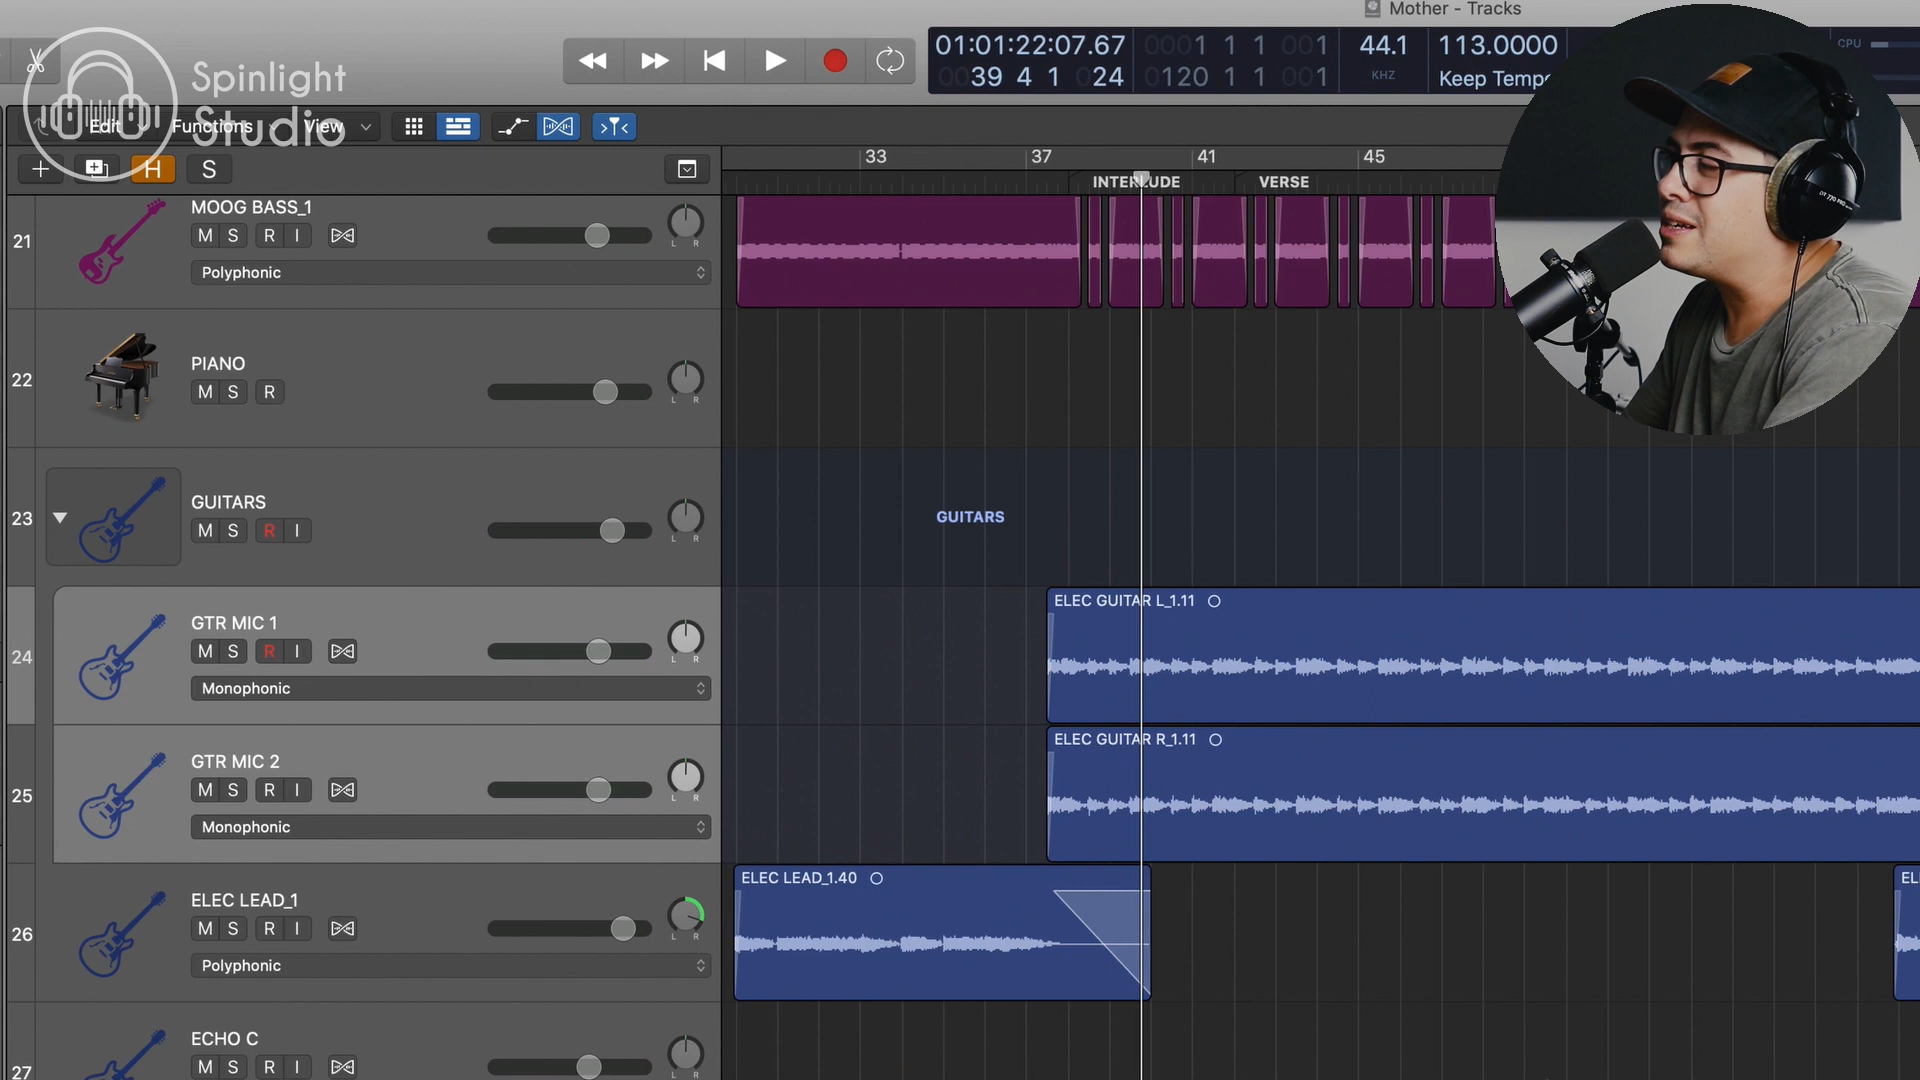 Mother - Tracks
Spinlight
Studio
01:01:22:07.67
0001 1 1 001
44.1
113.0000
CPU
0039 4 1 024
0120 1 1 001
KHZ
Keep Tempo
Edit
Functions
View
H
S
33
37
41
45
INTERLUDE
VERSE
21
MOOG BASS_1
M S R I
L R
Polyphonic
22
PIANO
M S R
L R
23
GUITARS
M S R I
L R
GUITARS
24
GTR MIC 1
M S R I
L R
Monophonic
ELEC GUITAR L_1.11
25
GTR MIC 2
M S R I
L R
Monophonic
ELEC GUITAR R_1.11
26
ELEC LEAD_1
M S R I
L R
Polyphonic
ELEC LEAD_1.40
EL
27
ECHO C
M S R I
L R